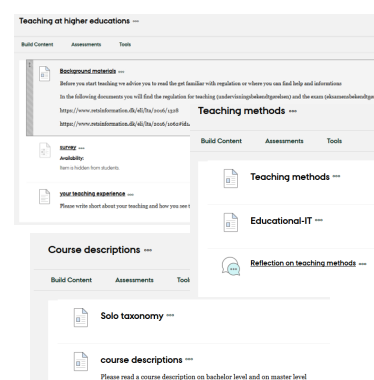 Teaching at higher educations
Build Content Assessments Tools
Background materials
Before you start teaching we advice you to read the get familiar with regulation or where you can find help and informations
In the following documents you will find the regulation for teaching (undervisningsbekendtgørelsen) and the exam (eksamensbekendtgø
https://www.retsinformation.dk/eli/lta/2016/1328
https://www.retsinformation.dk/eli/lta/2016/1062#id
survey
Availability:
Item is hidden from students.
your teaching experience
Please write short about your teaching and how you see t
Teaching methods
Build Content Assessments Tools
Teaching methods
Educational-IT
Reflection on teaching methods
Course descriptions
Build Content Assessments Tools
Solo taxonomy
course descriptions
Please read a course description on bachelor level and on master level